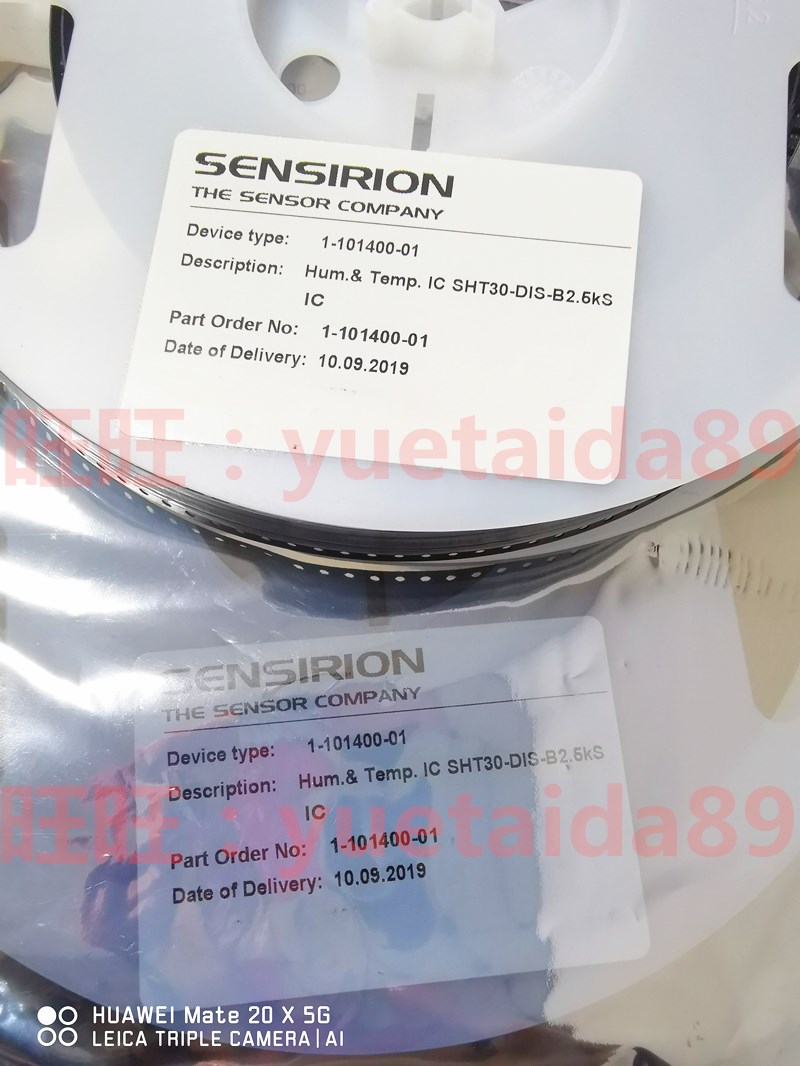 SENSIRION
THE SENSOR COMPANY
Device type: 1-101400-01
Description: Hum.& Temp. IC SHT30-DIS-B2.5kS
IC
Part Order No: 1-101400-01
Date of Delivery: 10.09.2019
旺旺：yuetaida89
SENSIRION
THE SENSOR COMPANY
Device type: 1-101400-01
Description: Hum.& Temp. IC SHT30-DIS-B2.5kS
IC
旺旺：yuetaida89
Part Order No: 1-101400-01
Date of Delivery: 10.09.2019
HUAWEI Mate 20 X 5G
LEICA TRIPLE CAMERA|AI